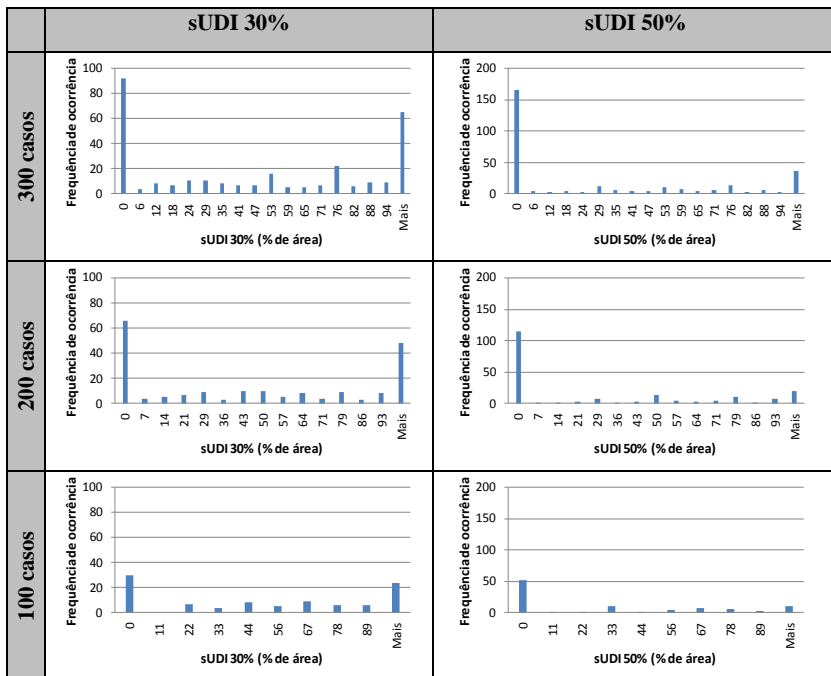 sUDI 30%
sUDI 50%
300 casos
Frequência de ocorrência
100
80
60
40
20
0
0 6 12 18 24 29 35 41 47 53 59 65 71 76 82 88 94 Mais
sUDI 30% (% de área)
Frequência de ocorrência
200
150
100
50
0
0 6 12 18 24 29 35 41 47 53 59 65 71 76 82 88 94 Mais
sUDI 50% (% de área)
200 casos
Frequência de ocorrência
100
80
60
40
20
0
0 7 14 21 29 36 43 50 57 64 71 79 86 93 Mais
sUDI 30% (% de área)
Frequência de ocorrência
200
150
100
50
0
0 7 14 21 29 36 43 50 57 64 71 79 86 93 Mais
sUDI 50% (% de área)
100 casos
Frequência de ocorrência
100
80
60
40
20
0
0 11 22 33 44 56 67 78 89 Mais
sUDI 30% (% de área)
Frequência de ocorrência
200
150
100
50
0
0 11 22 33 44 56 67 78 89 Mais
sUDI 50% (% de área)